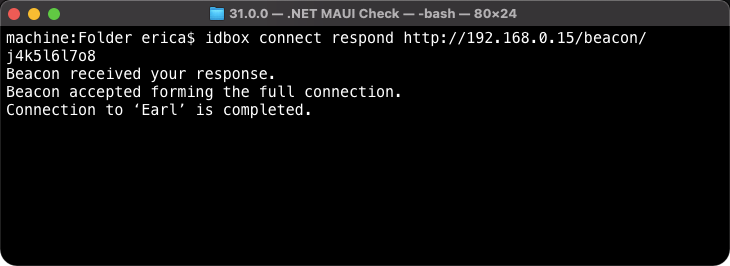 31.0.0 — .NET MAUI Check — -bash — 80×24
machine:Folder erica$ idbox connect respond http://192.168.0.15/beacon/
j4k5l6l7o8
Beacon received your response.
Beacon accepted forming the full connection.
Connection to ‘Earl’ is completed.